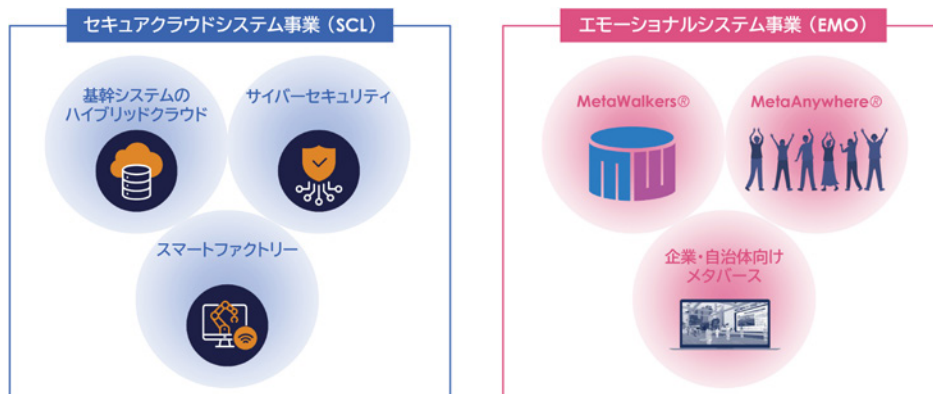 セキュアクラウドシステム事業（SCL）
基幹システムの
ハイブリッドクラウド
サイバーセキュリティ
スマートファクトリー
エモーショナルシステム事業（EMO）
MetaWalkers®
MetaAnywhere®
企業・自治体向け
メタバース